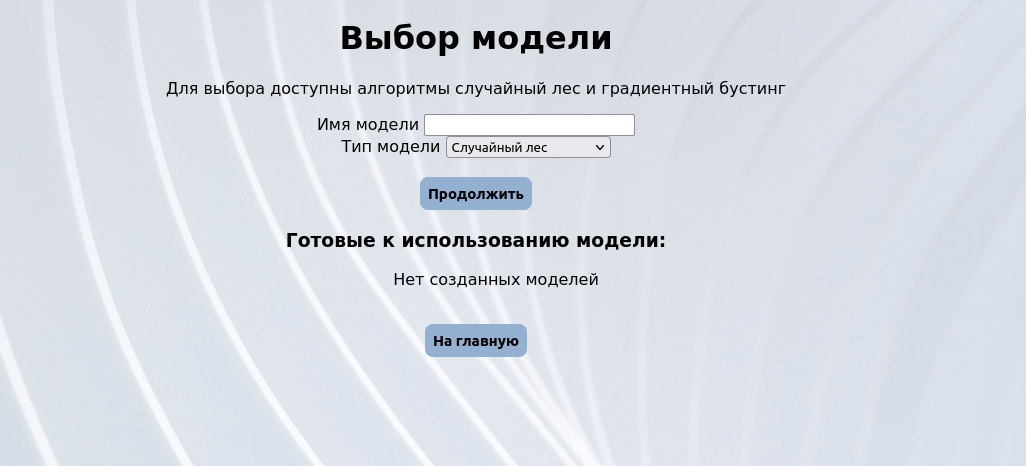 Выбор модели
Для выбора доступны алгоритмы случайный лес и градиентный бустинг
Имя модели
Тип модели Случайный лес
Продолжить
Готовые к использованию модели:
Нет созданных моделей
На главную